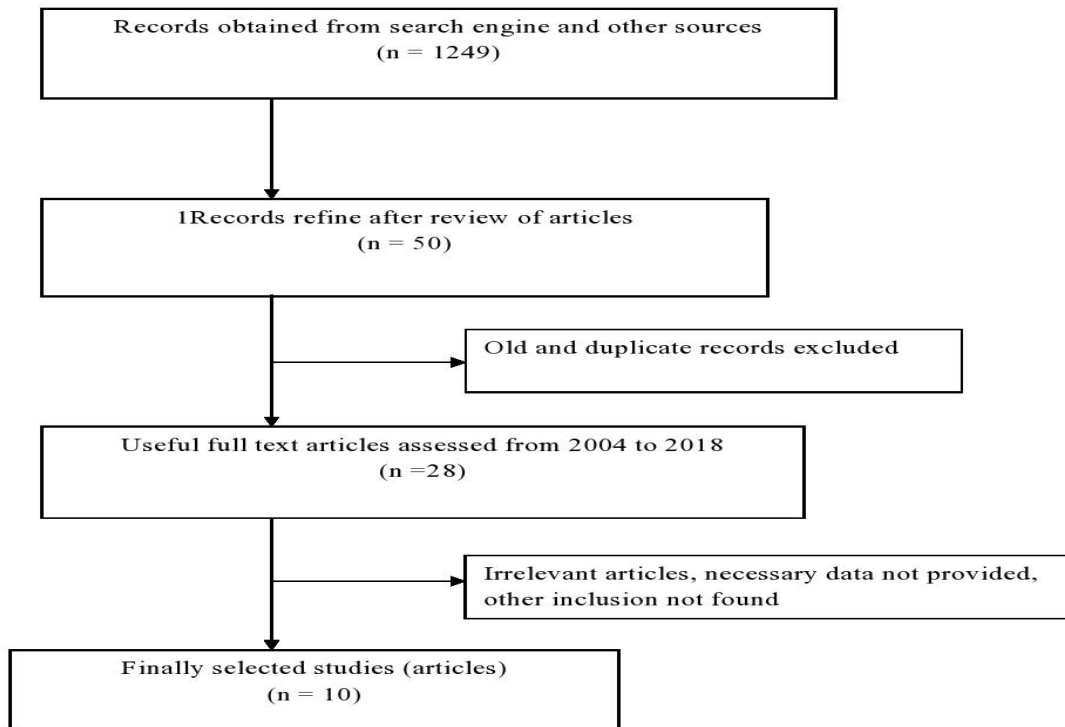 Records obtained from search engine and other sources
(n = 1249)
1Records refine after review of articles
(n = 50)
Old and duplicate records excluded
Useful full text articles assessed from 2004 to 2018
(n =28)
Irrelevant articles, necessary data not provided,
other inclusion not found
Finally selected studies (articles)
(n = 10)